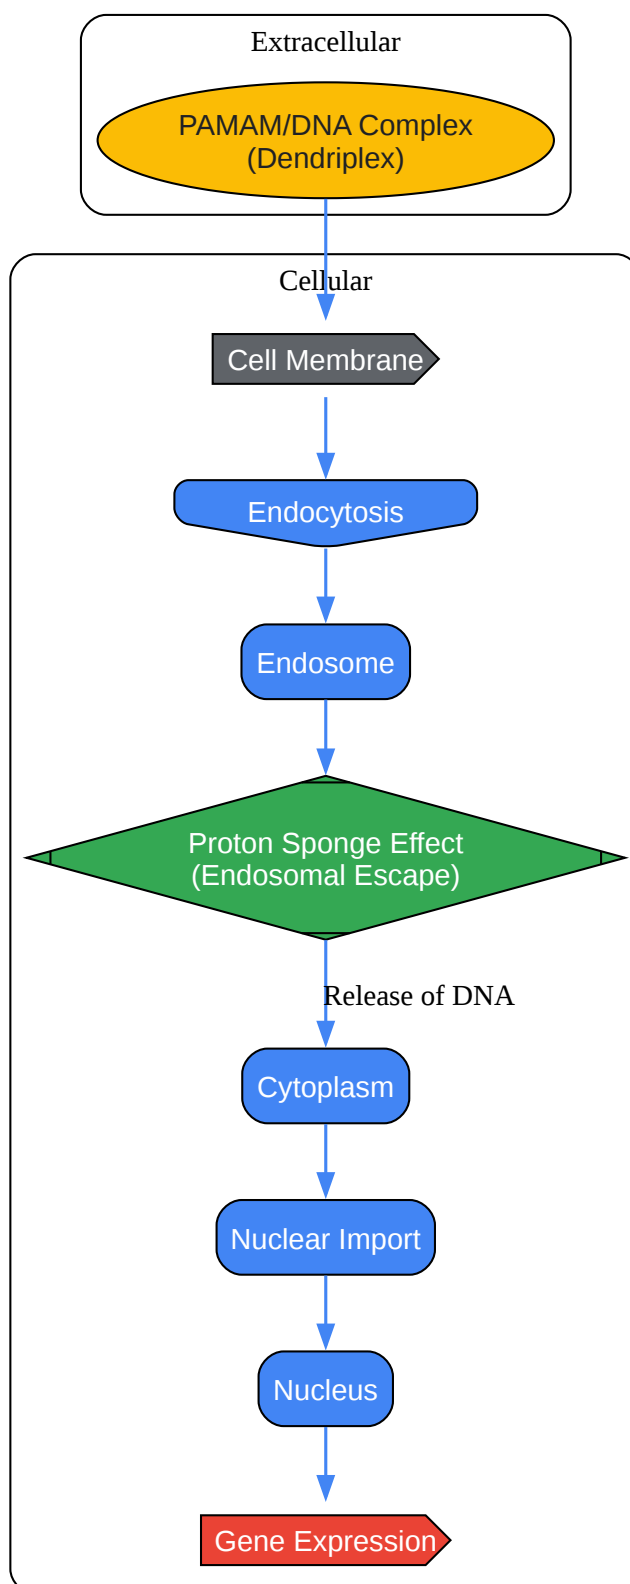 Extracellular
PAMAM/DNA Complex
(Dendriplex)
Cellular
Cell Membrane
Endocytosis
Endosome
Proton Sponge Effect
(Endosomal Escape)
Release of DNA
Cytoplasm
Nuclear Import
Nucleus
Gene Expression